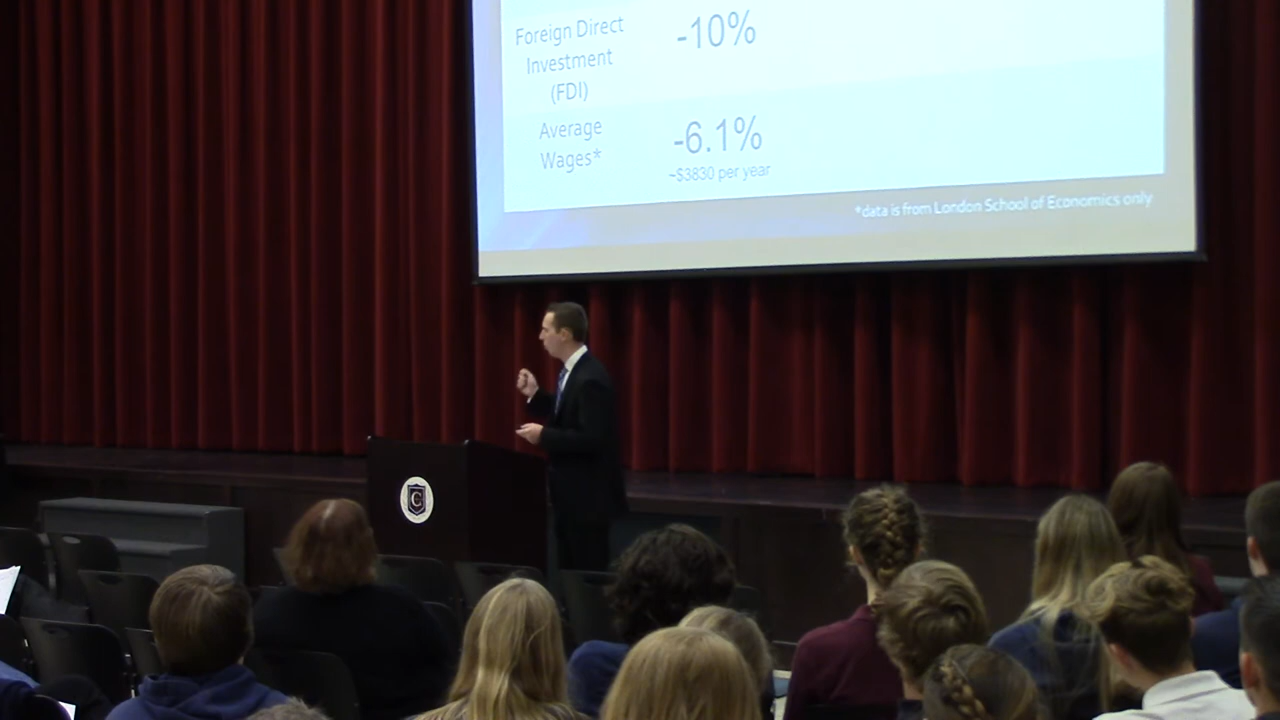 Foreign Direct
Investment
(FDI)
-10%
Average
Wages*
-6.1%
~$3830 per year
*data is from London School of Economics only
C